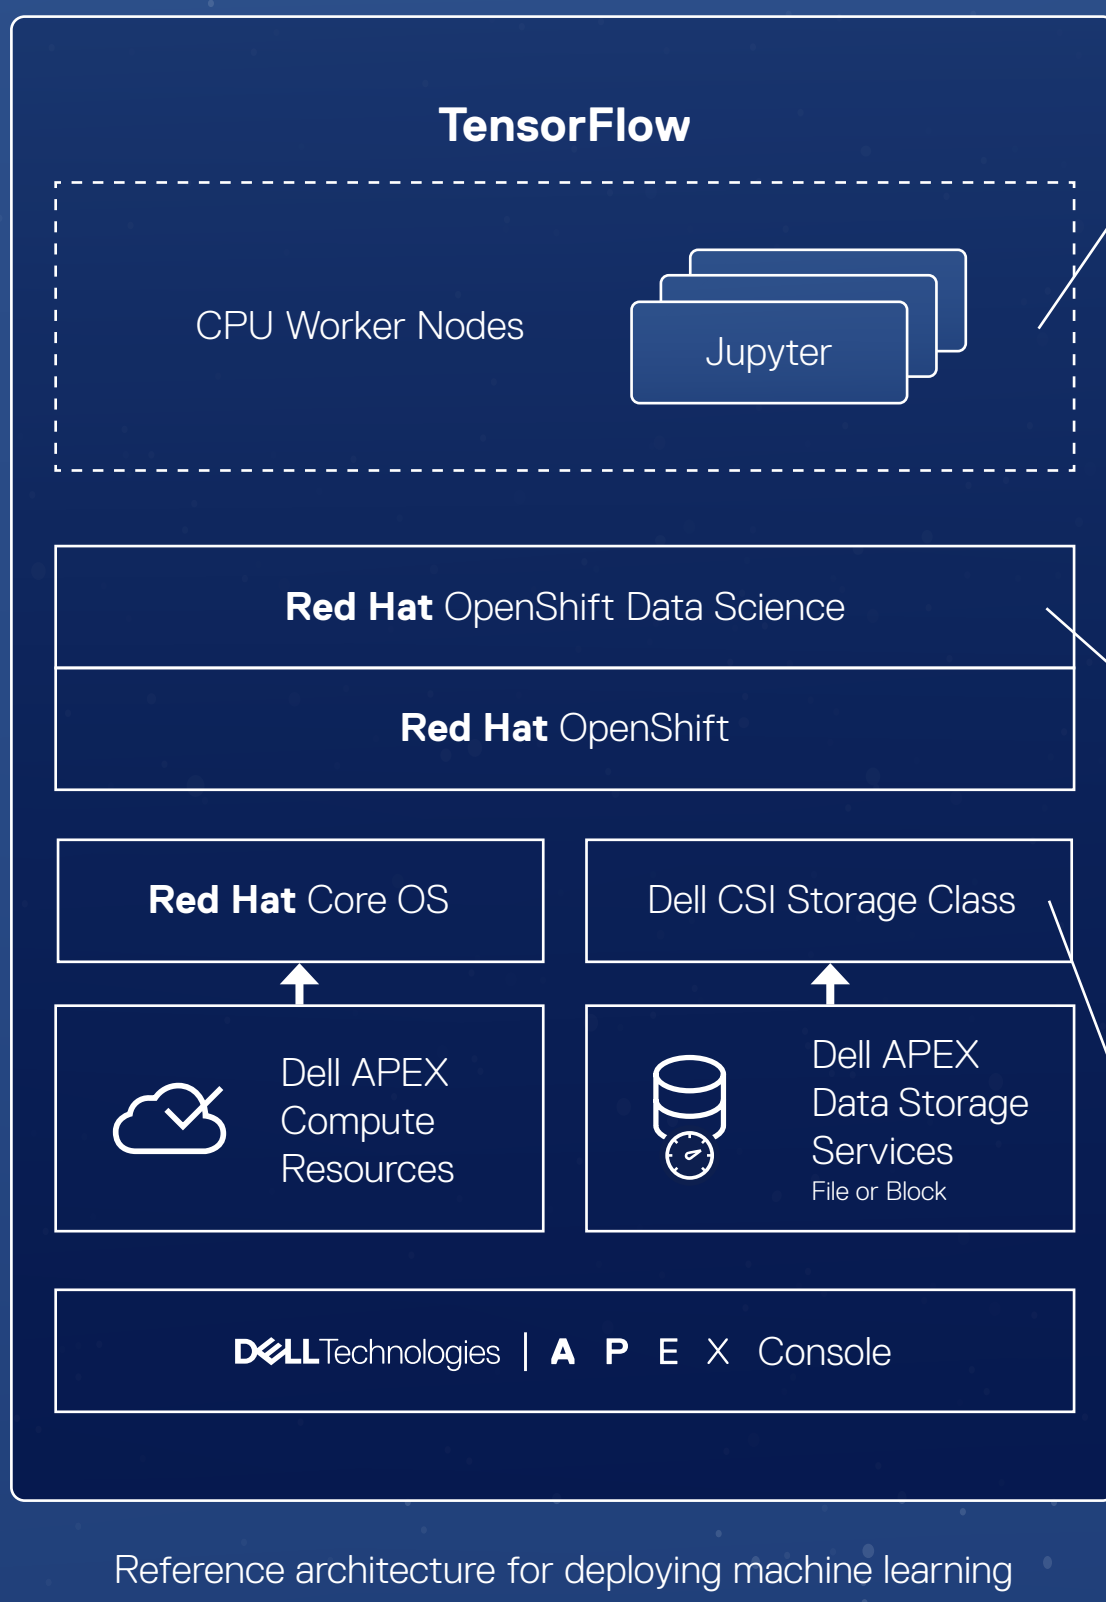 TensorFlow
CPU Worker Nodes
Jupyter
Red Hat OpenShift Data Science
Red Hat OpenShift
Red Hat Core OS
Dell CSI Storage Class
Dell APEX
Compute
Resources
Dell APEX
Data Storage
Services
File or Block
DELL Technologies | A P E X Console
Reference architecture for deploying machine learning